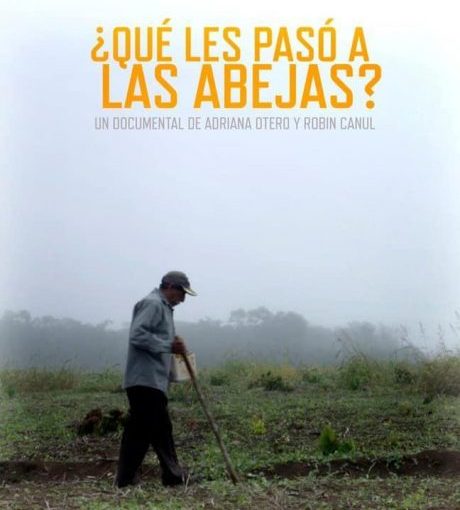 ¿QUÉ LES PASÓ A
LAS ABEJAS?
UN DOCUMENTAL DE ADRIANA OTERO Y ROBIN CANUL